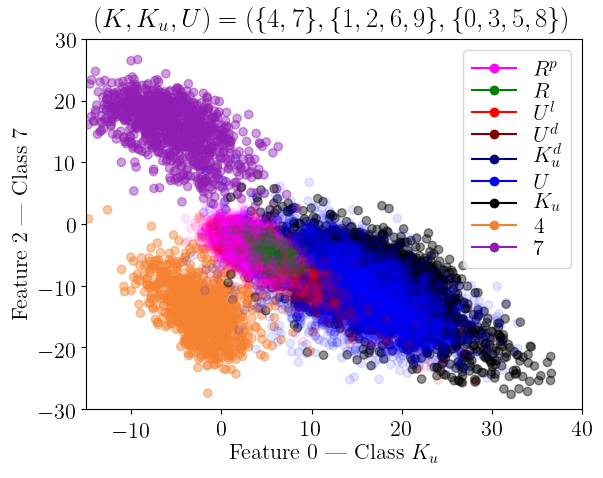 (K, K_u, U) = ({4, 7}, {1, 2, 6, 9}, {0, 3, 5, 8})
30
20
10
0
−10
−20
−30
Feature 2 — Class 7
R^p
R
U^l
U^d
K_u^d
U
K_u
4
7
−10
0
10
20
30
40
Feature 0 — Class K_u